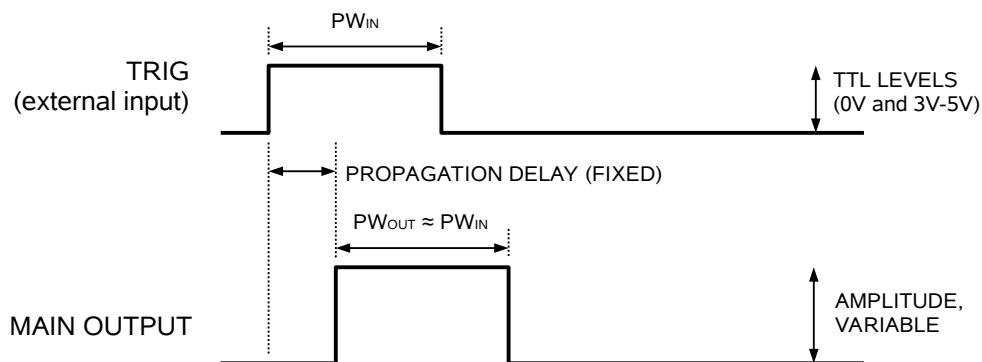 PWIN
TRIG
(external input)
TTL LEVELS
(0V and 3V-5V)
PROPAGATION DELAY (FIXED)
PWOUT ≈ PWIN
MAIN OUTPUT
AMPLITUDE,
VARIABLE